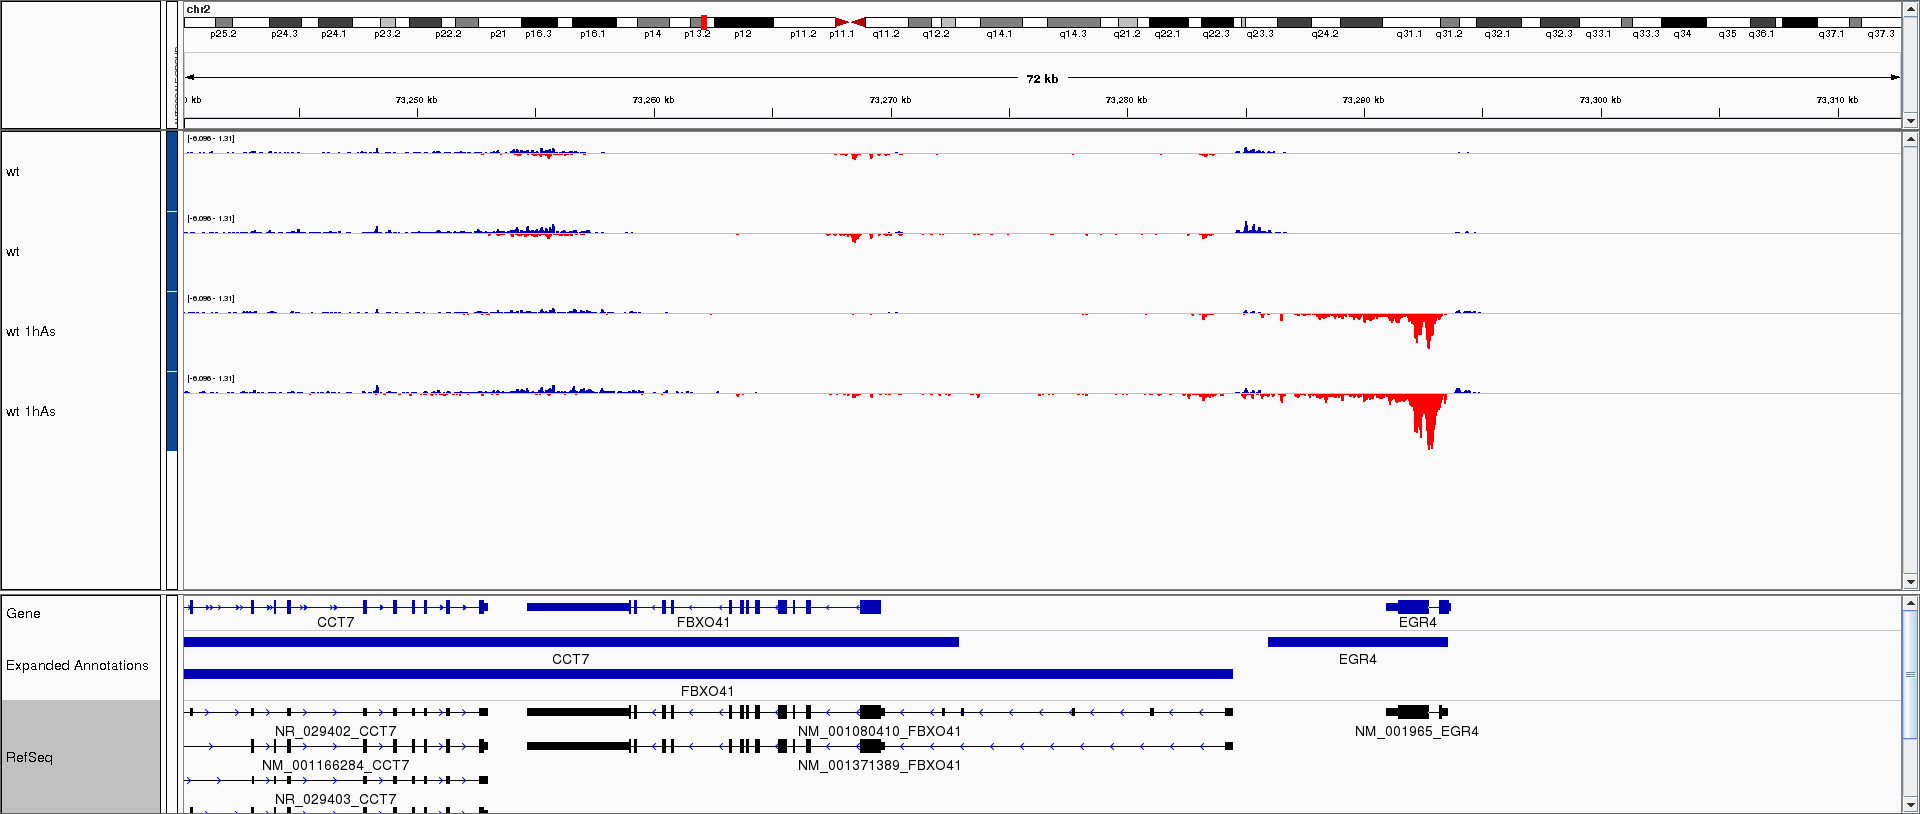 chr2
p25.2 p24.3 p24.1 p23.2 p22.2 p21 p16.3 p16.1 p14 p13.2 p12 p11.2 p11.1 q11.2 q12.2 q14.1 q14.3 q21.2 q22.1 q22.3 q23.3 q24.2 q31.1 q31.2 q32.1 q32.3 q33.1 q33.3 q34 q35 q36.1 q37.1 q37.3
72 kb
kb 73,250 kb 73,260 kb 73,270 kb 73,280 kb 73,290 kb 73,300 kb 73,310 kb
[-6.096 - 1.31]
wt
[-6.096 - 1.31]
wt
[-6.096 - 1.31]
wt 1hAs
[-6.096 - 1.31]
wt 1hAs
Gene
CCT7 FBXO41 EGR4
Expanded Annotations
CCT7 EGR4
FBXO41
RefSeq
NR_029402_CCT7 NM_001080410_FBXO41 NM_001965_EGR4
NM_001166284_CCT7 NM_001371389_FBXO41
NR_029403_CCT7